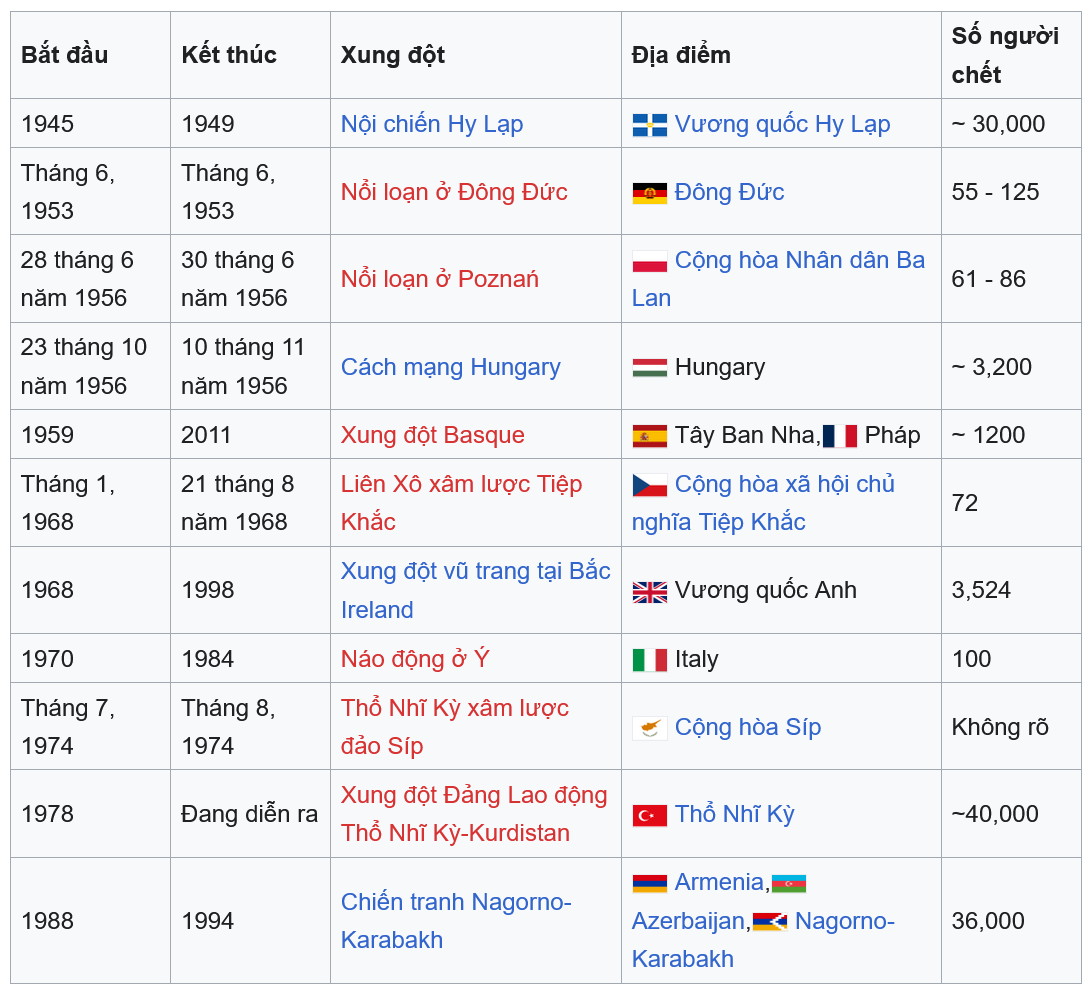 Bắt đầu Kết thúc Xung đột Địa điểm Số người chết
1945 1949 Nội chiến Hy Lạp Vương quốc Hy Lạp ~ 30,000
Tháng 6, 1953 Tháng 6, 1953 Nổi loạn ở Đông Đức Đông Đức 55 - 125
28 tháng 6 năm 1956 30 tháng 6 năm 1956 Nổi loạn ở Poznań Cộng hòa Nhân dân Ba Lan 61 - 86
23 tháng 10 năm 1956 10 tháng 11 năm 1956 Cách mạng Hungary Hungary ~ 3,200
1959 2011 Xung đột Basque Tây Ban Nha, Pháp ~ 1200
Tháng 1, 1968 21 tháng 8 năm 1968 Liên Xô xâm lược Tiệp Khắc Cộng hòa xã hội chủ nghĩa Tiệp Khắc 72
1968 1998 Xung đột vũ trang tại Bắc Ireland Vương quốc Anh 3,524
1970 1984 Náo động ở Ý Italy 100
Tháng 7, 1974 Tháng 8, 1974 Thổ Nhĩ Kỳ xâm lược đảo Síp Cộng hòa Síp Không rõ
1978 Đang diễn ra Xung đột Đảng Lao động Thổ Nhĩ Kỳ-Kurdistan Thổ Nhĩ Kỳ ~40,000
1988 1994 Chiến tranh Nagorno-Karabakh Armenia, Azerbaijan, Nagorno-Karabakh 36,000